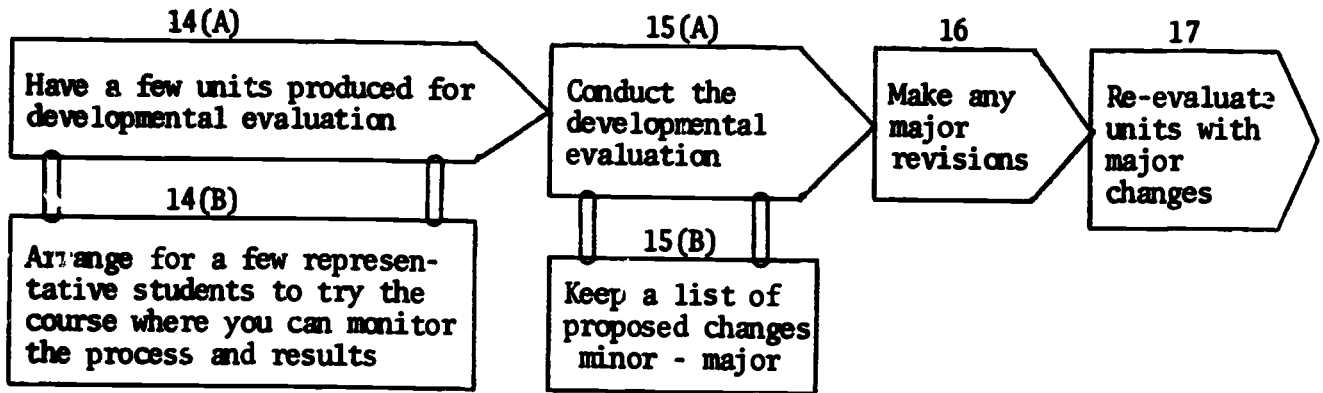 14(A)
Have a few units produced for
developmental evaluation
14(B)
Arrange for a few represen-
tative students to try the
course where you can monitor
the process and results
15(A)
Conduct the
developmental
evaluation
15(B)
Keep a list of
proposed changes
minor - major
16
Make any
major
revisions
17
Re-evaluate
units with
major
changes